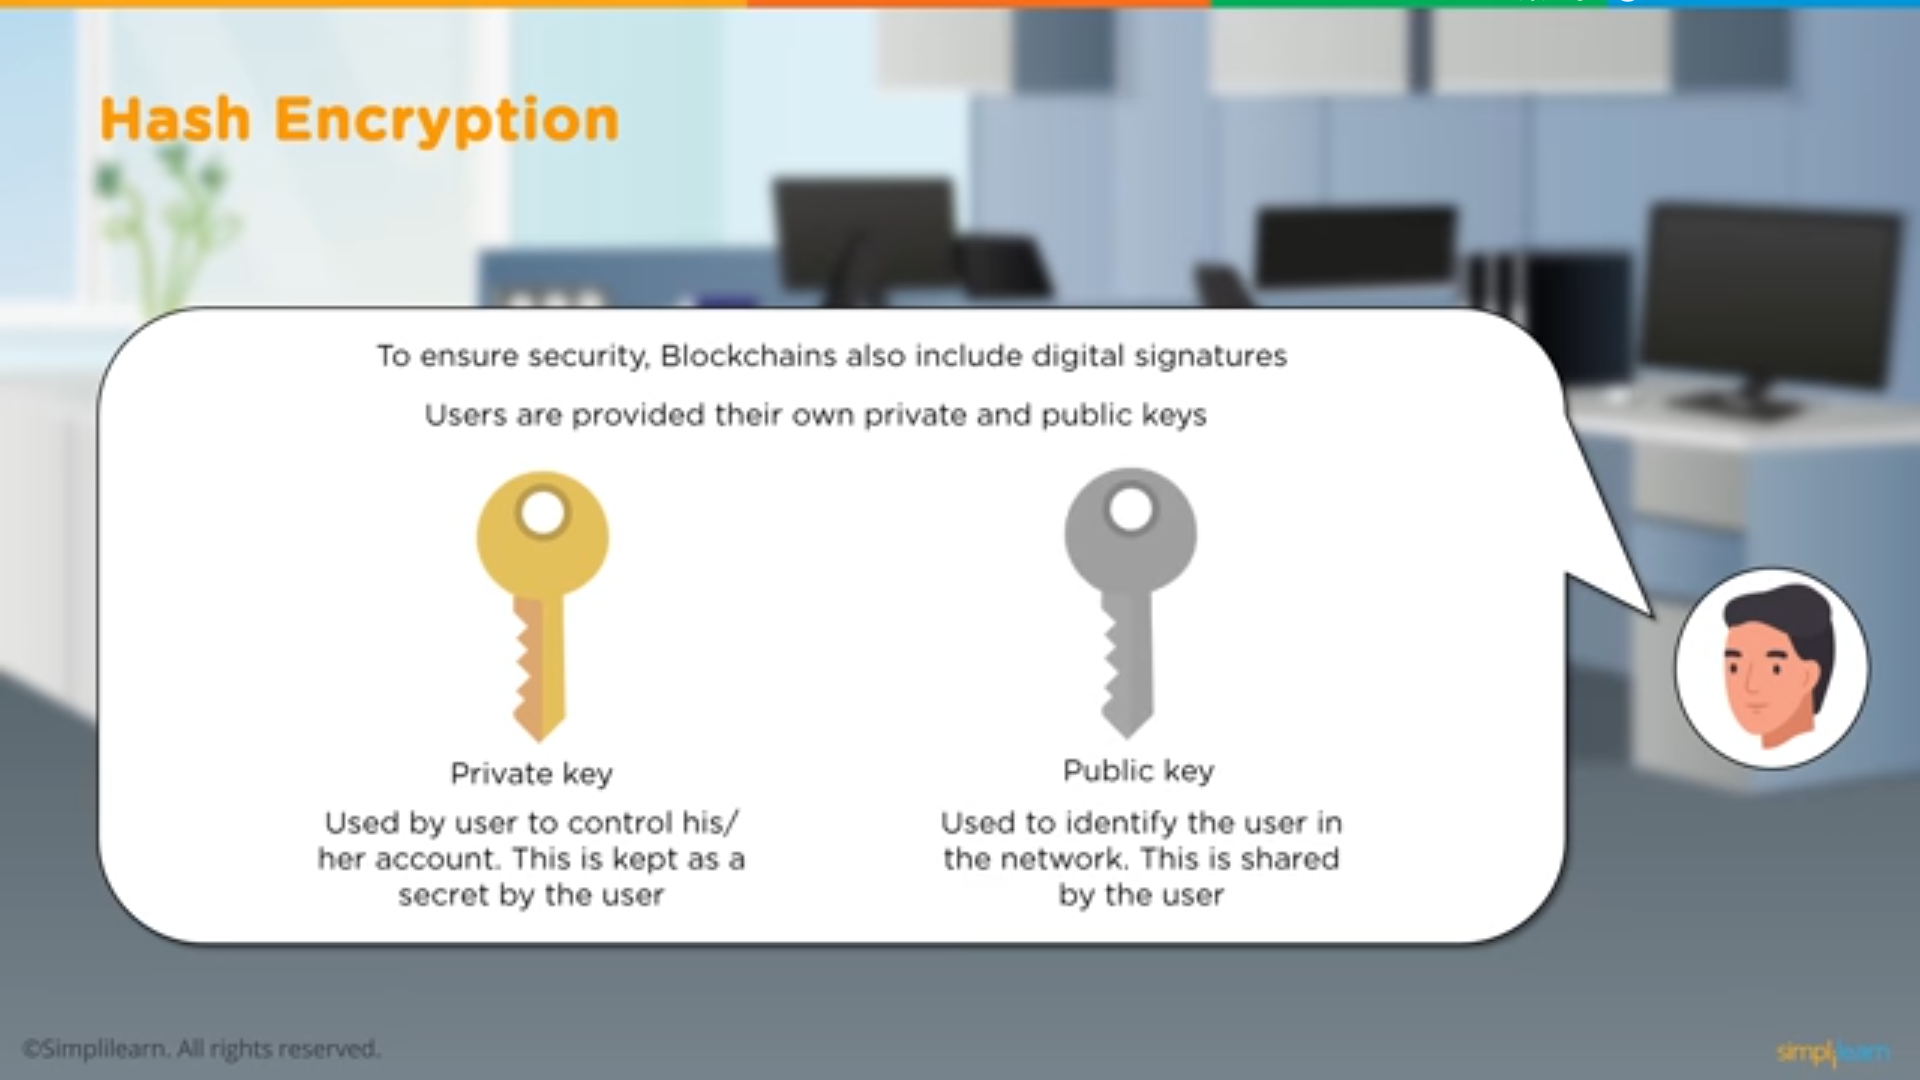 Hash Encryption
To ensure security, Blockchains also include digital signatures
Users are provided their own private and public keys
Private key
Used by user to control his/
her account. This is kept as a
secret by the user
Public key
Used to identify the user in
the network. This is shared
by the user
©Simplilearn. All rights reserved.
simplilearn